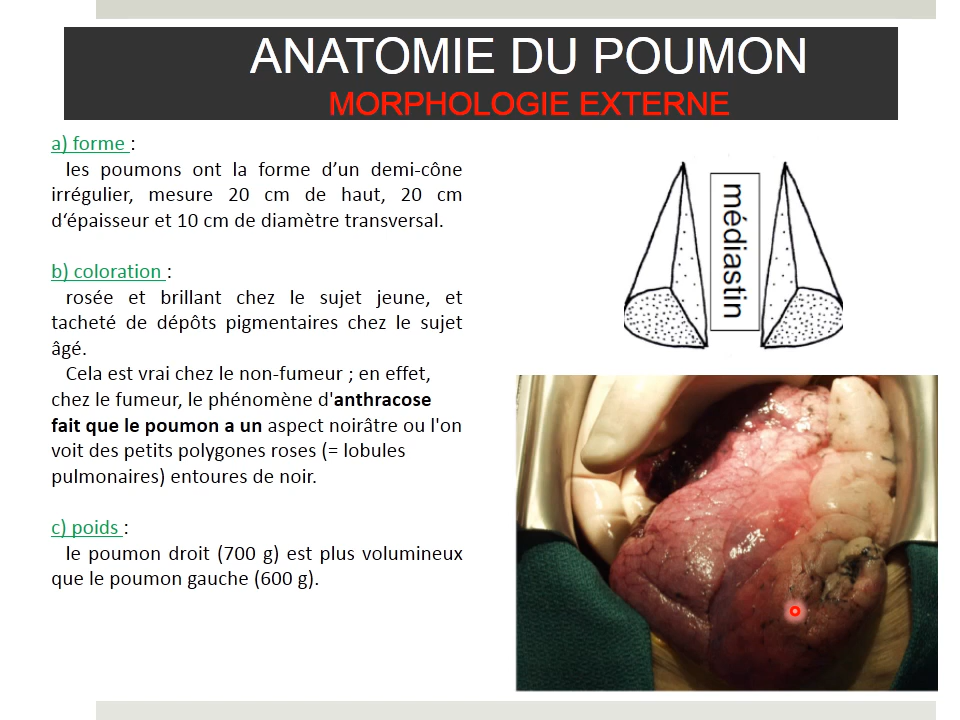 ANATOMIE DU POUMON
MORPHOLOGIE EXTERNE
a) forme :
les poumons ont la forme d’un demi-cône
irrégulier, mesure 20 cm de haut, 20 cm
d‘épaisseur et 10 cm de diamètre transversal.
b) coloration :
rosée et brillant chez le sujet jeune, et
tacheté de dépôts pigmentaires chez le sujet
âgé.
Cela est vrai chez le non-fumeur ; en effet,
chez le fumeur, le phénomène d'anthracose
fait que le poumon a un aspect noirâtre ou l'on
voit des petits polygones roses (= lobules
pulmonaires) entoures de noir.
c) poids :
le poumon droit (700 g) est plus volumineux
que le poumon gauche (600 g).
médiastin